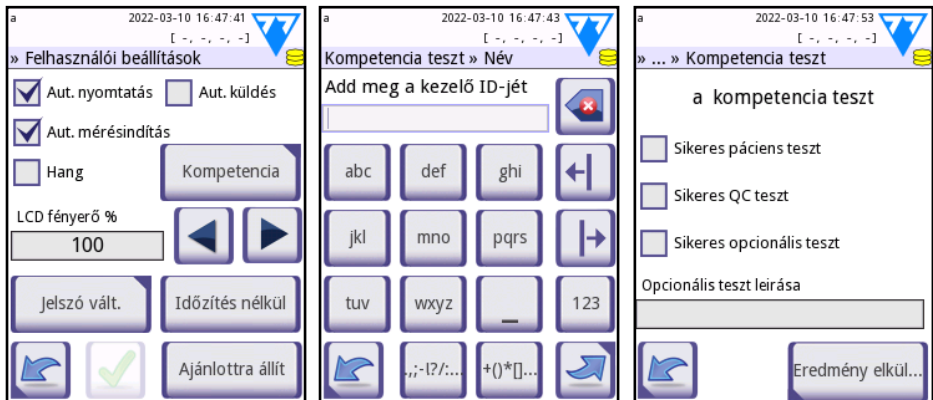 a
2022-03-10 16:47:41
[ -, -, -, -]
» Felhasználói beállítások
Aut. nyomtatás
Aut. küldés
Aut. mérésindítás
Hang
Kompetencia
LCD fényerő %
100
Jelszó vált.
Időzítés nélkül
Ajánlottra állít
a
2022-03-10 16:47:43
[ -, -, -, -]
Kompetencia teszt » Név
Add meg a kezelő ID-jét
abc
def
ghi
jkl
mno
pqrs
tuv
wxyz
_
123
.,;-!?/:...
+()*[]...
a
2022-03-10 16:47:53
[ -, -, -, -]
» ... » Kompetencia teszt
a kompetencia teszt
Sikeres páciens teszt
Sikeres QC teszt
Sikeres opcionális teszt
Opcionális teszt leirása
Eredmény elkül...